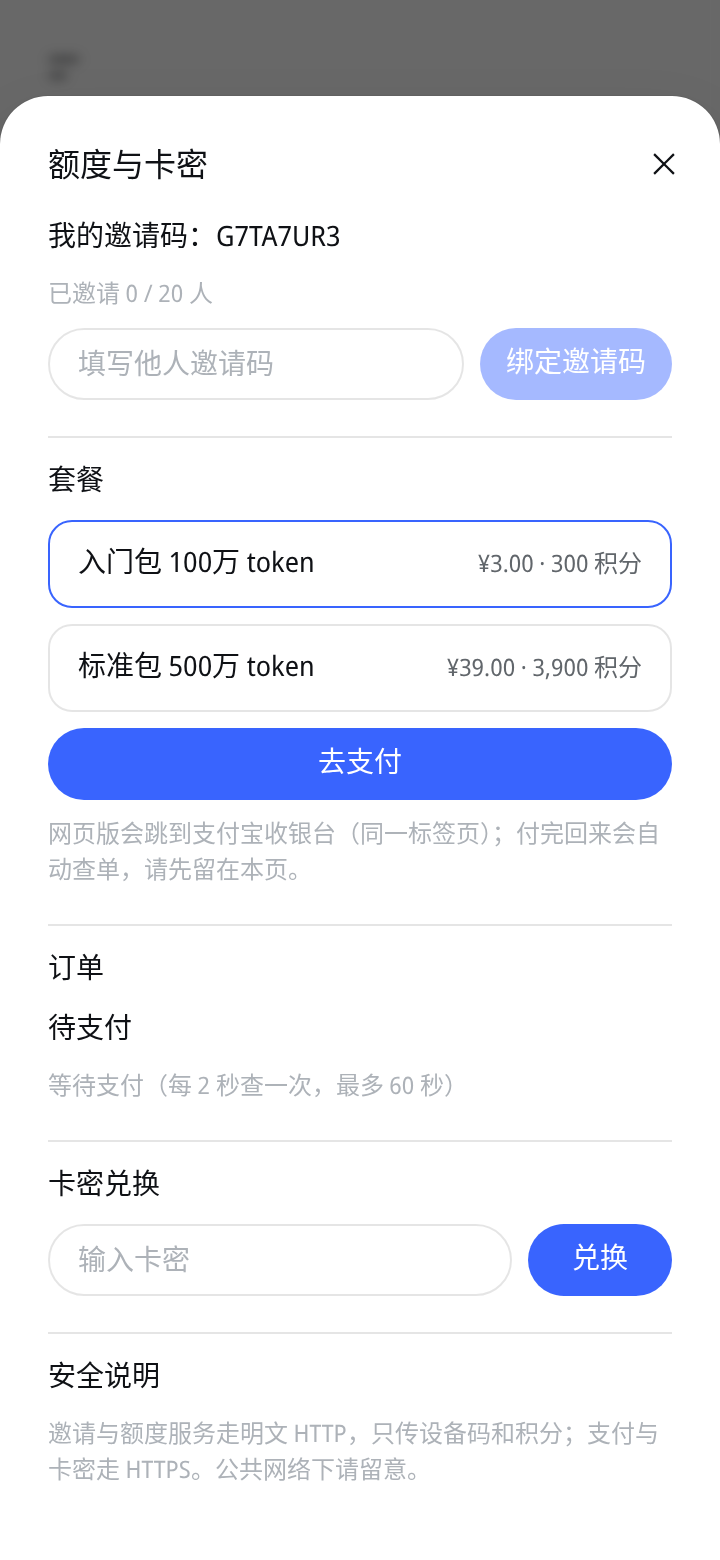 额度与卡密
我的邀请码：G7TA7UR3
已邀请 0 / 20 人
填写他人邀请码
绑定邀请码
套餐
入门包 100万 token
¥3.00 · 300 积分
标准包 500万 token
¥39.00 · 3,900 积分
去支付
网页版会跳到支付宝收银台（同一标签页）；付完回来会自
动查单，请先留在本页。
订单
待支付
等待支付（每 2 秒查一次，最多 60 秒）
卡密兑换
输入卡密
兑换
安全说明
邀请与额度服务走明文 HTTP，只传设备码和积分；支付与
卡密走 HTTPS。公共网络下请留意。